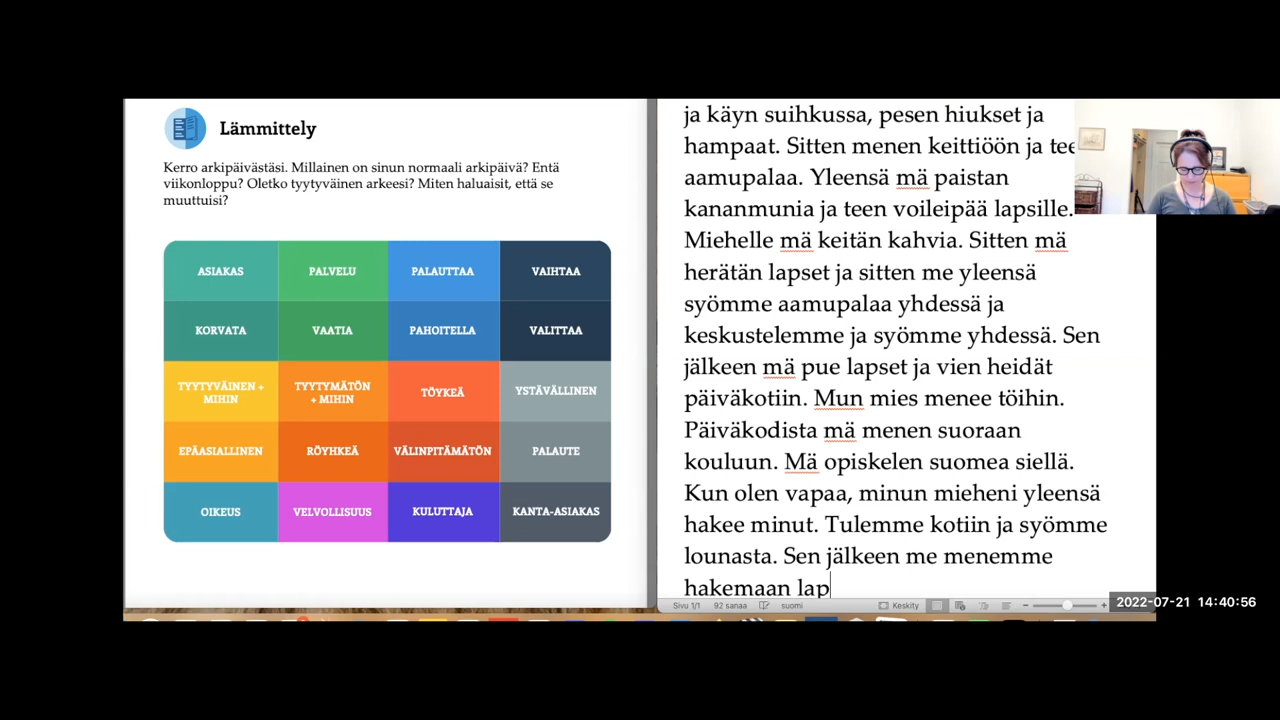 Lämmittely
Kerro arkipäivästäsi. Millainen on sinun normaali arkipäivä? Entä
viikonloppu? Oletko tyytyväinen arkeesi? Miten haluaisit, että se
muuttuisi?
ASIAKAS PALVELU PALAUTTAA VAIHTAA
KORVATA VAATIA PAHOITELLA VALITTAA
TYYTYVÄINEN +
MIHIN
TYYTYMÄTÖN
+ MIHIN
TÖYKEÄ
YSTÄVÄLLINEN
EPÄASIALLINEN RÖYHKEÄ VÄLINPITÄMÄTÖN PALAUTE
OIKEUS VELVOLLISUUS KULUTTAJA KANTA-ASIAKAS
ja käyn suihkussa, pesen hiukset ja
hampaat. Sitten menen keittiöön ja tee
aamupalaa. Yleensä mä paistan
kananmunia ja teen voileipää lapsille.
Miehelle mä keitän kahvia. Sitten mä
herätän lapset ja sitten me yleensä
syömme aamupalaa yhdessä ja
keskustelemme ja syömme yhdessä. Sen
jälkeen mä pue lapset ja vien heidät
päiväkotiin. Mun mies menee töihin.
Päiväkodista mä menen suoraan
kouluun. Mä opiskelen suomea siellä.
Kun olen vapaa, minun mieheni yleensä
hakee minut. Tulemme kotiin ja syömme
lounasta. Sen jälkeen me menemme
hakemaan lap
Sivu 1/1 92 sanaa suomi Keskity
2022-07-21 14:40:56